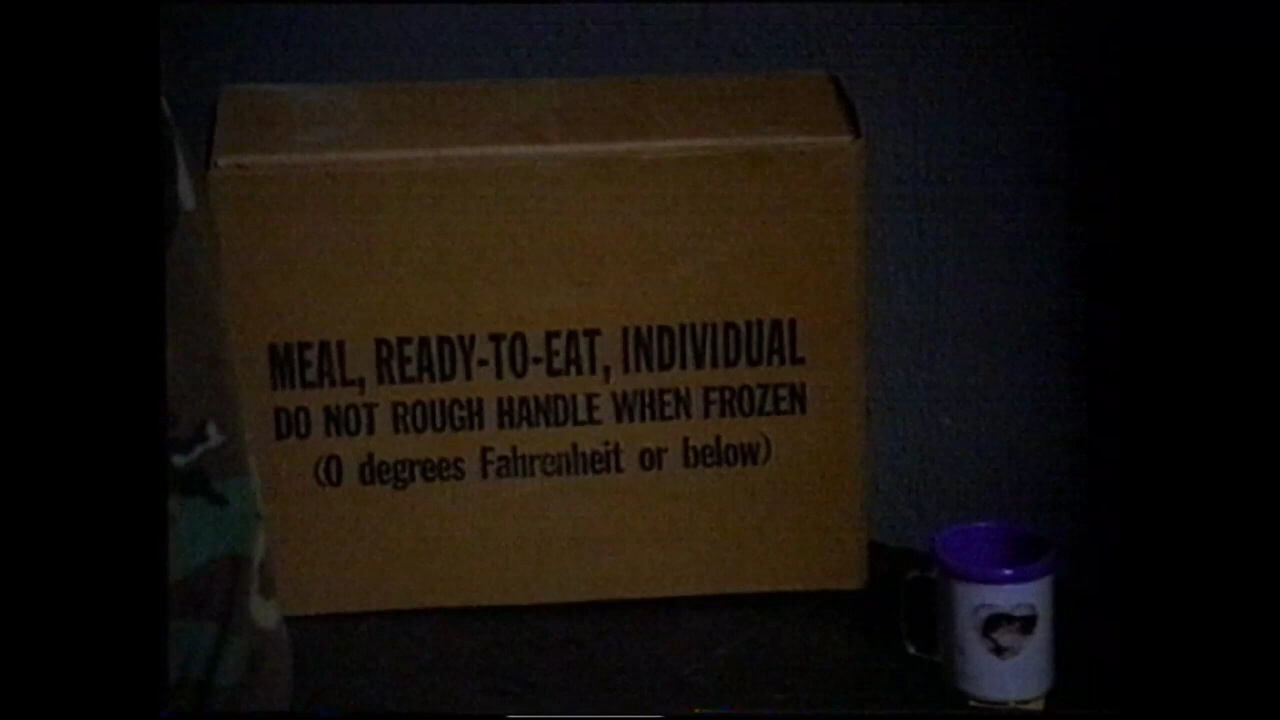 MEAL, READY-TO-EAT, INDIVIDUAL
DO NOT ROUGH HANDLE WHEN FROZEN
(0 degrees Fahrenheit or below)